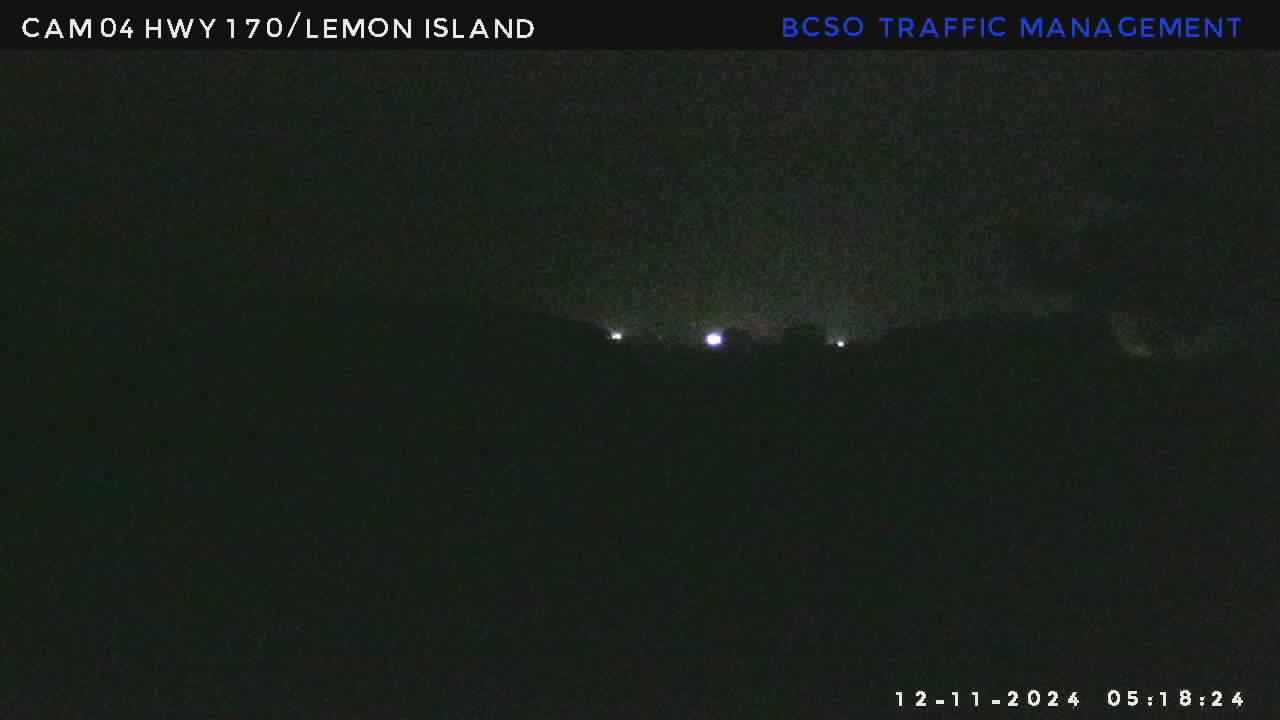 CAM04 HWY 170/LEMON ISLAND
BCSO TRAFFIC MANAGEMENT
12-11-2024 05:18:24